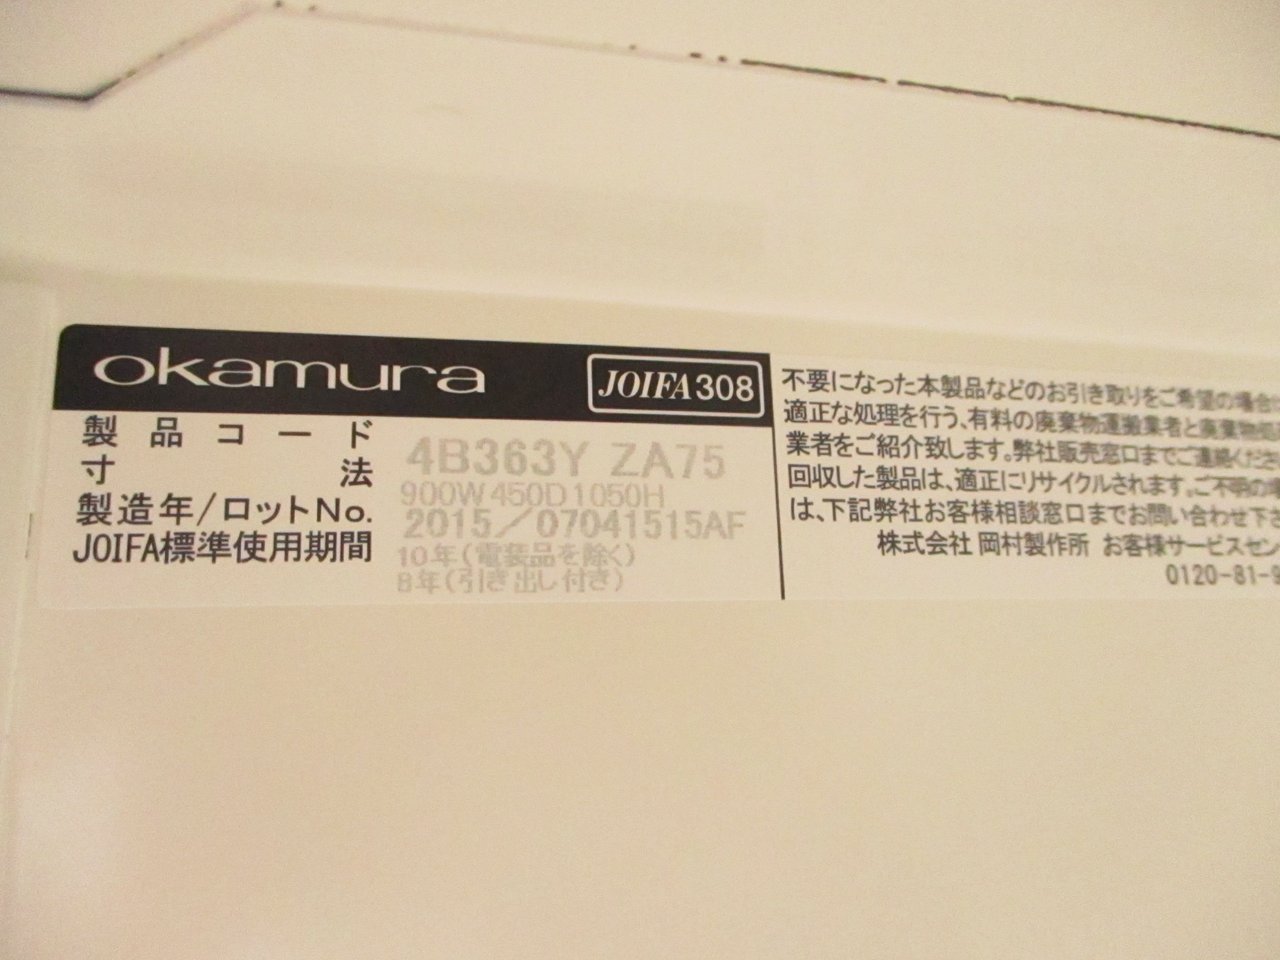 okamura JOIFA308
製品コード 4B363Y ZA75
寸法 900W450D1050H
製造年/ロットNo. 2015/07041515AF
JOIFA標準使用期間 10年(電装品を除く)
8年(引き出し付き)
不要になった本製品などのお引き取りをご希望の場合
適正な処理を行う、有料の廃棄物運搬業者と廃棄物処
業者をご紹介致します。弊社販売窓口までご連絡くださ
回収した製品は、適正にリサイクルされます。ご不明の
は、下記弊社お客様相談窓口までお問い合わせ下さ
株式会社 岡村製作所 お客様サービスセン
0120-81-9